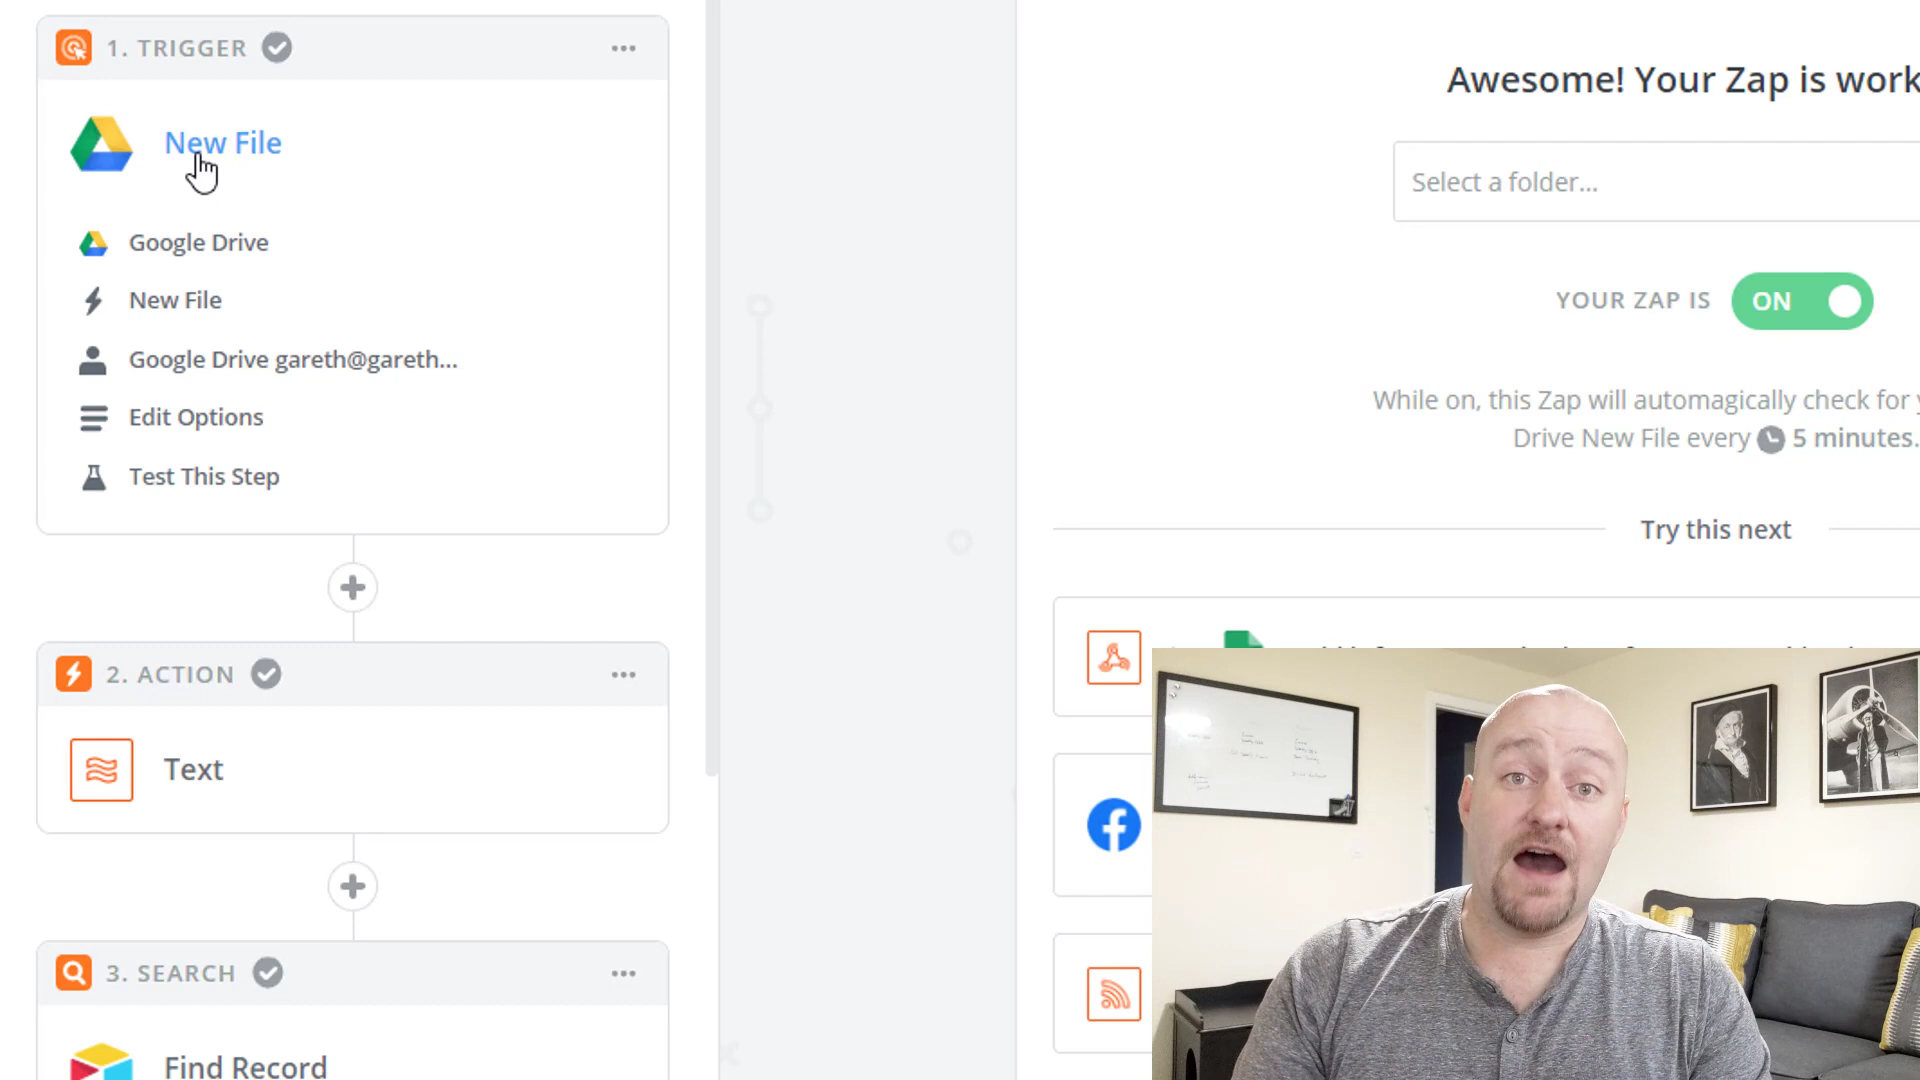 1. TRIGGER
New File
Google Drive
New File
Google Drive gareth@gareth...
Edit Options
Test This Step
2. ACTION
Text
3. SEARCH
Find Record
Awesome! Your Zap is work
Select a folder...
YOUR ZAP IS ON
While on, this Zap will automagically check for
Drive New File every 5 minutes.
Try this next